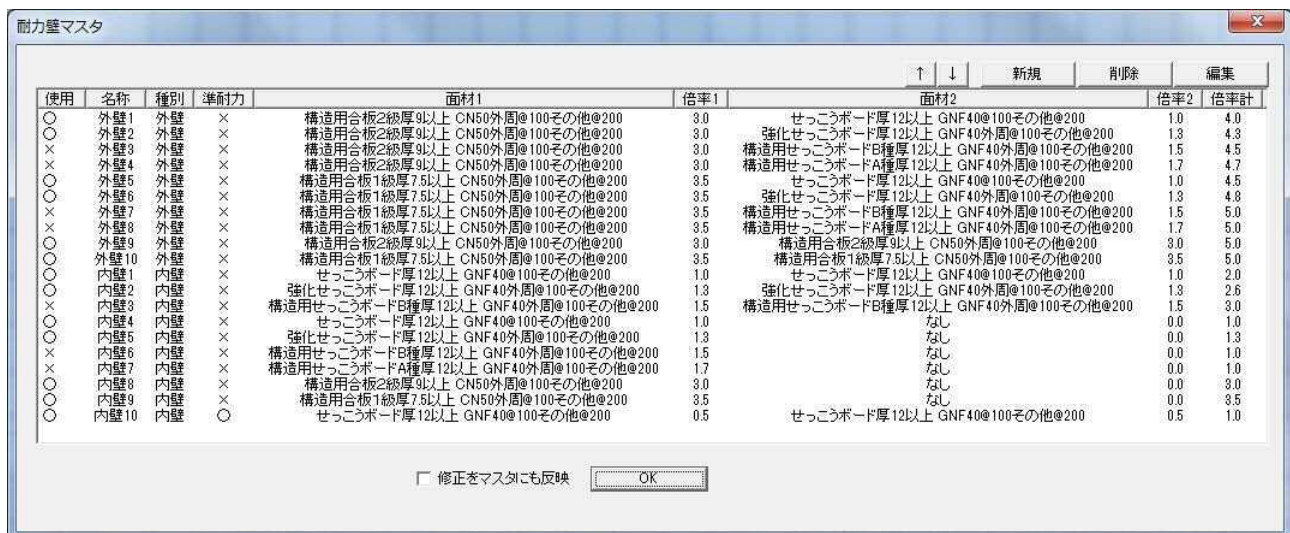 耐力壁マスタ
↑ ↓ 新規 削除 編集
使用 名称 種別 準耐力 面材1 倍率1 面材2 倍率2 倍率計
○ 外壁1 外壁 × 構造用合板2級厚9以上 CN50外周@100その他@200 3.0 せっこうボード厚12以上 GNF40@100その他@200 1.0 4.0
○ 外壁2 外壁 × 構造用合板2級厚9以上 CN50外周@100その他@200 3.0 強化せっこうボード厚12以上 GNF40外周@100その他@200 1.3 4.3
× 外壁3 外壁 × 構造用合板2級厚9以上 CN50外周@100その他@200 3.0 構造用せっこうボードB種厚12以上 GNF40外周@100その他@200 1.5 4.5
× 外壁4 外壁 × 構造用合板2級厚9以上 CN50外周@100その他@200 3.0 構造用せっこうボードA種厚12以上 GNF40外周@100その他@200 1.7 4.7
○ 外壁5 外壁 × 構造用合板1級厚7.5以上 CN50外周@100その他@200 3.5 せっこうボード厚12以上 GNF40@100その他@200 1.0 4.5
○ 外壁6 外壁 × 構造用合板1級厚7.5以上 CN50外周@100その他@200 3.5 強化せっこうボード厚12以上 GNF40外周@100その他@200 1.3 4.8
× 外壁7 外壁 × 構造用合板1級厚7.5以上 CN50外周@100その他@200 3.5 構造用せっこうボードB種厚12以上 GNF40外周@100その他@200 1.5 5.0
× 外壁8 外壁 × 構造用合板1級厚7.5以上 CN50外周@100その他@200 3.5 構造用せっこうボードA種厚12以上 GNF40外周@100その他@200 1.7 5.0
○ 外壁9 外壁 × 構造用合板2級厚9以上 CN50外周@100その他@200 3.0 構造用合板2級厚9以上 CN50外周@100その他@200 3.0 5.0
○ 外壁10 外壁 × 構造用合板1級厚7.5以上 CN50外周@100その他@200 3.5 構造用合板1級厚7.5以上 CN50外周@100その他@200 3.5 5.0
○ 内壁1 内壁 × せっこうボード厚12以上 GNF40@100その他@200 1.0 せっこうボード厚12以上 GNF40@100その他@200 1.0 2.0
○ 内壁2 内壁 × 強化せっこうボード厚12以上 GNF40外周@100その他@200 1.3 強化せっこうボード厚12以上 GNF40外周@100その他@200 1.3 2.6
× 内壁3 内壁 × 構造用せっこうボードB種厚12以上 GNF40外周@100その他@200 1.5 構造用せっこうボードB種厚12以上 GNF40外周@100その他@200 1.5 3.0
○ 内壁4 内壁 × せっこうボード厚12以上 GNF40@100その他@200 1.0 なし 0.0 1.0
○ 内壁5 内壁 × 強化せっこうボード厚12以上 GNF40外周@100その他@200 1.3 なし 0.0 1.3
× 内壁6 内壁 × 構造用せっこうボードB種厚12以上 GNF40外周@100その他@200 1.5 なし 0.0 1.0
× 内壁7 内壁 × 構造用せっこうボードA種厚12以上 GNF40外周@100その他@200 1.7 なし 0.0 1.0
○ 内壁8 内壁 × 構造用合板2級厚9以上 CN50外周@100その他@200 3.0 なし 0.0 3.0
○ 内壁9 内壁 × 構造用合板1級厚7.5以上 CN50外周@100その他@200 3.5 なし 0.0 3.5
○ 内壁10 内壁 ○ せっこうボード厚12以上 GNF40@100その他@200 0.5 せっこうボード厚12以上 GNF40@100その他@200 0.5 1.0
修正をマスタにも反映 OK